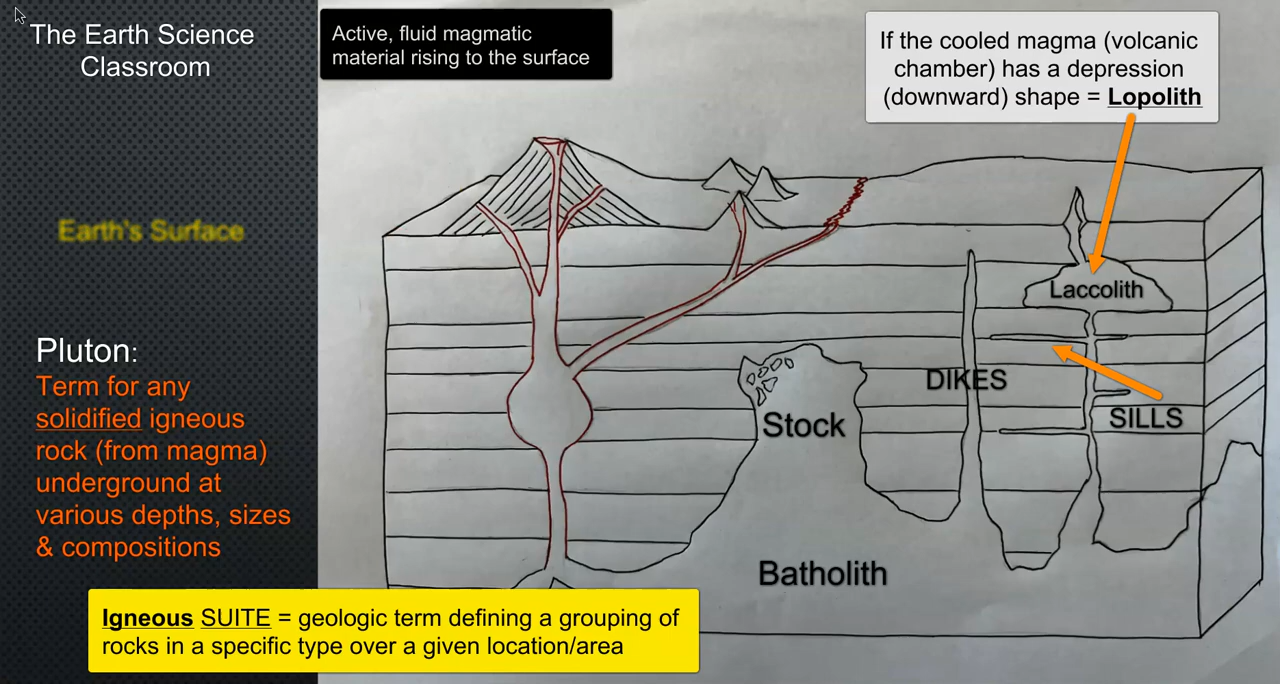 The Earth Science
Classroom
Active, fluid magmatic
material rising to the surface
If the cooled magma (volcanic
chamber) has a depression
(downward) shape = Lopolith
Earth's Surface
Laccolith
Pluton:
Term for any
solidified igneous
rock (from magma)
underground at
various depths, sizes
& compositions
DIKES
SILLS
Stock
Batholith
Igneous SUITE = geologic term defining a grouping of
rocks in a specific type over a given location/area